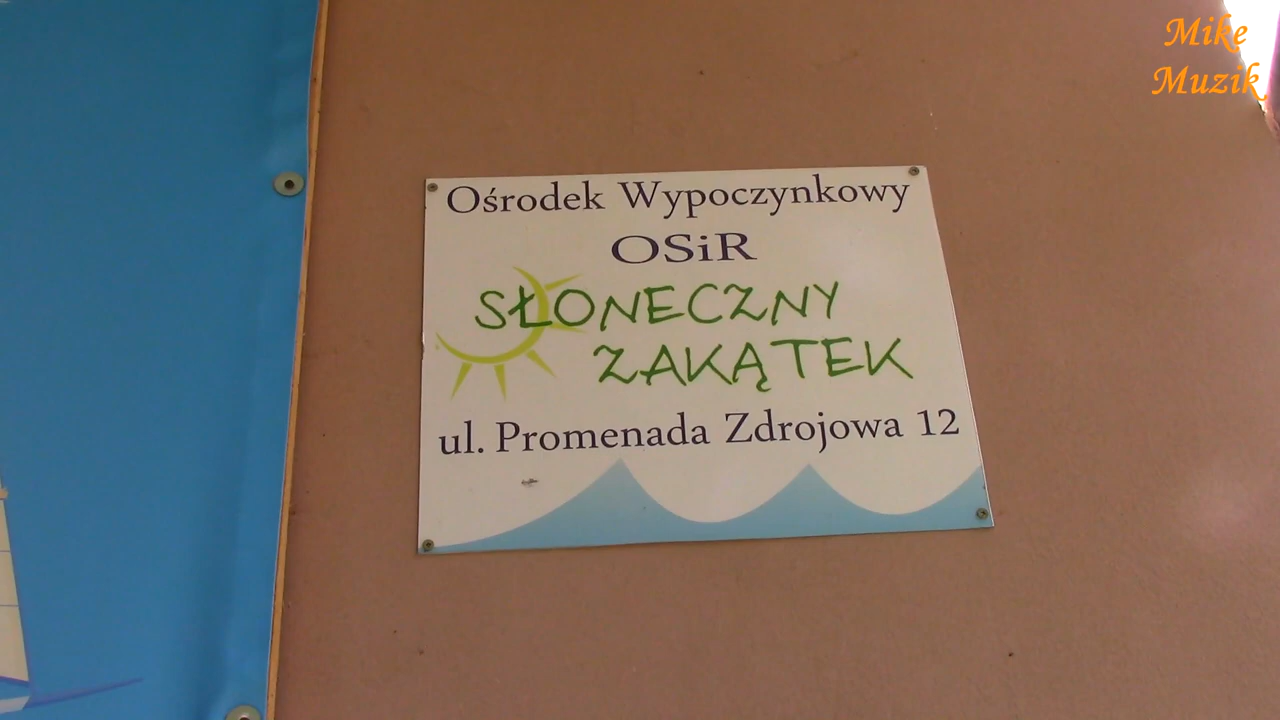 Mike
Muzik
Ośrodek Wypoczynkowy
OSiR
SŁONECZNY
ZAKĄTEK
ul. Promenada Zdrojowa 12